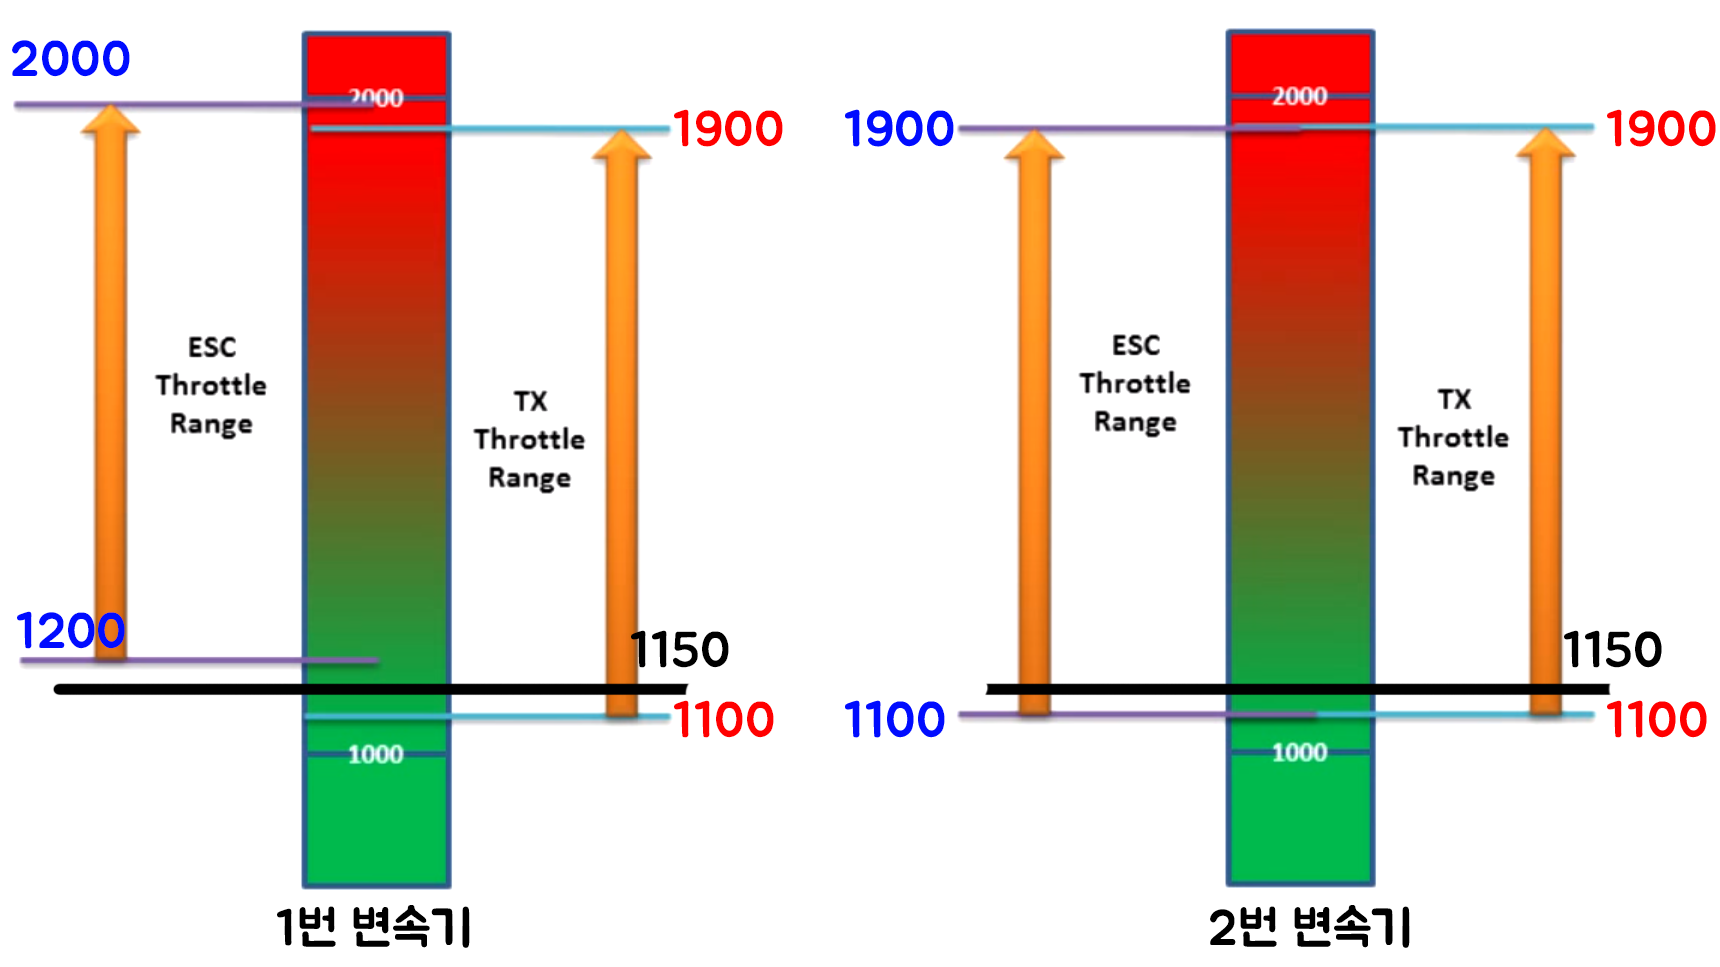 2000
2000
1900
ESC
Throttle
Range
TX
Throttle
Range
1200
1150
1100
1000
1번 변속기
2000
1900
1900
ESC
Throttle
Range
TX
Throttle
Range
1150
1100
1100
1000
2번 변속기